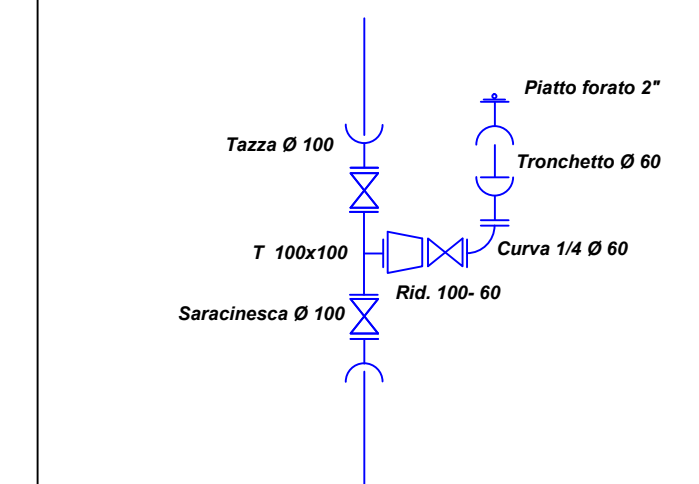 Piatto forato 2"
Tazza Ø 100
Tronchetto Ø 60
T 100x100
Curva 1/4 Ø 60
Rid. 100- 60
Saracinesca Ø 100